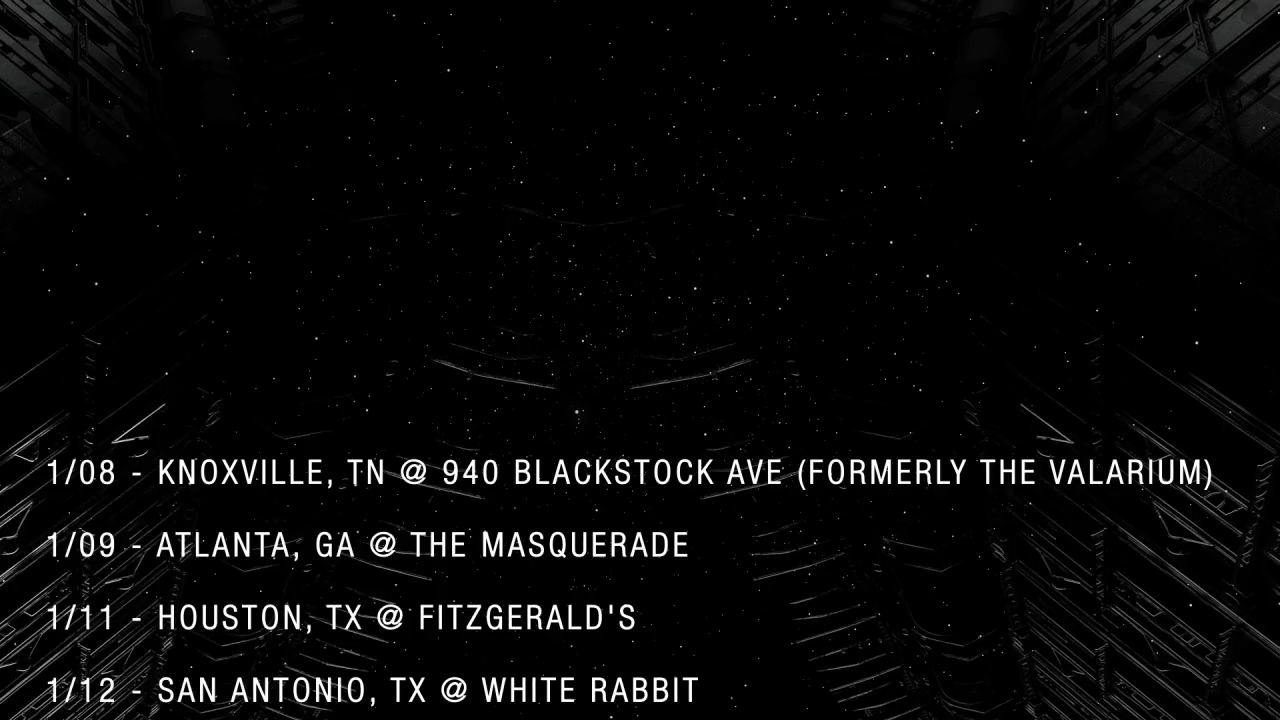 1/08 - KNOXVILLE, TN @ 940 BLACKSTOCK AVE (FORMERLY THE VALARIUM)
1/09 - ATLANTA, GA @ THE MASQUERADE
1/11 - HOUSTON, TX @ FITZGERALD'S
1/12 - SAN ANTONIO, TX @ WHITE RABBIT